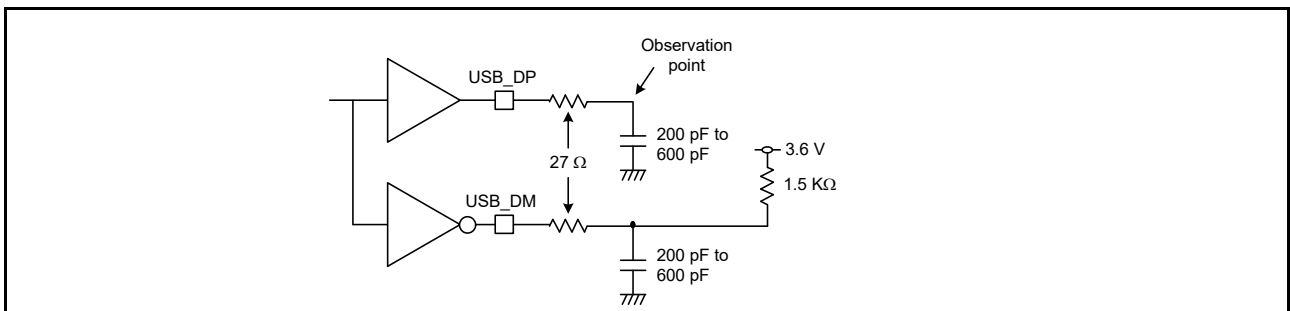 Observation
point
USB_DP
200 pF to
600 pF
3.6 V
27 Ω
1.5 KΩ
USB_DM
200 pF to
600 pF